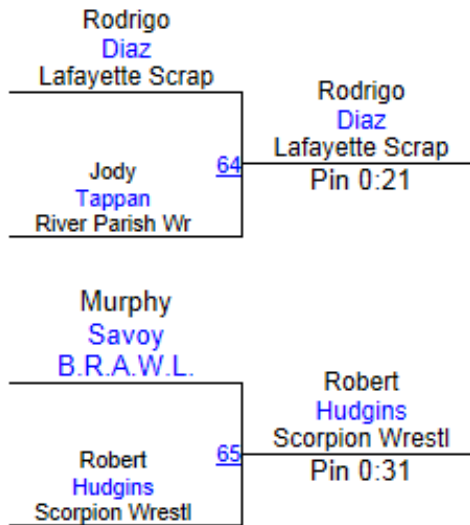 Rodrigo
Diaz
Lafayette Scrap
Jody
Tappan
River Parish Wr
64
Rodrigo
Diaz
Lafayette Scrap
Pin 0:21
Murphy
Savoy
B.R.A.W.L.
Robert
Hudgins
Scorpion Wrestl
65
Robert
Hudgins
Scorpion Wrestl
Pin 0:31